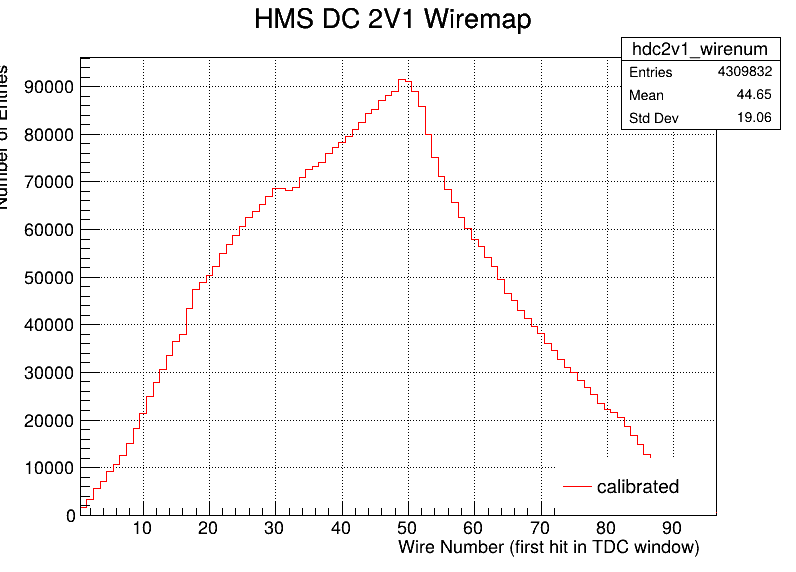 HMS DC 2V1 Wiremap
hdc2v1_wirenum
Entries 4309832
Mean 44.65
Std Dev 19.06
Number of Entries
90000
80000
70000
60000
50000
40000
30000
20000
10000
0
10 20 30 40 50 60 70 80 90
calibrated
Wire Number (first hit in TDC window)